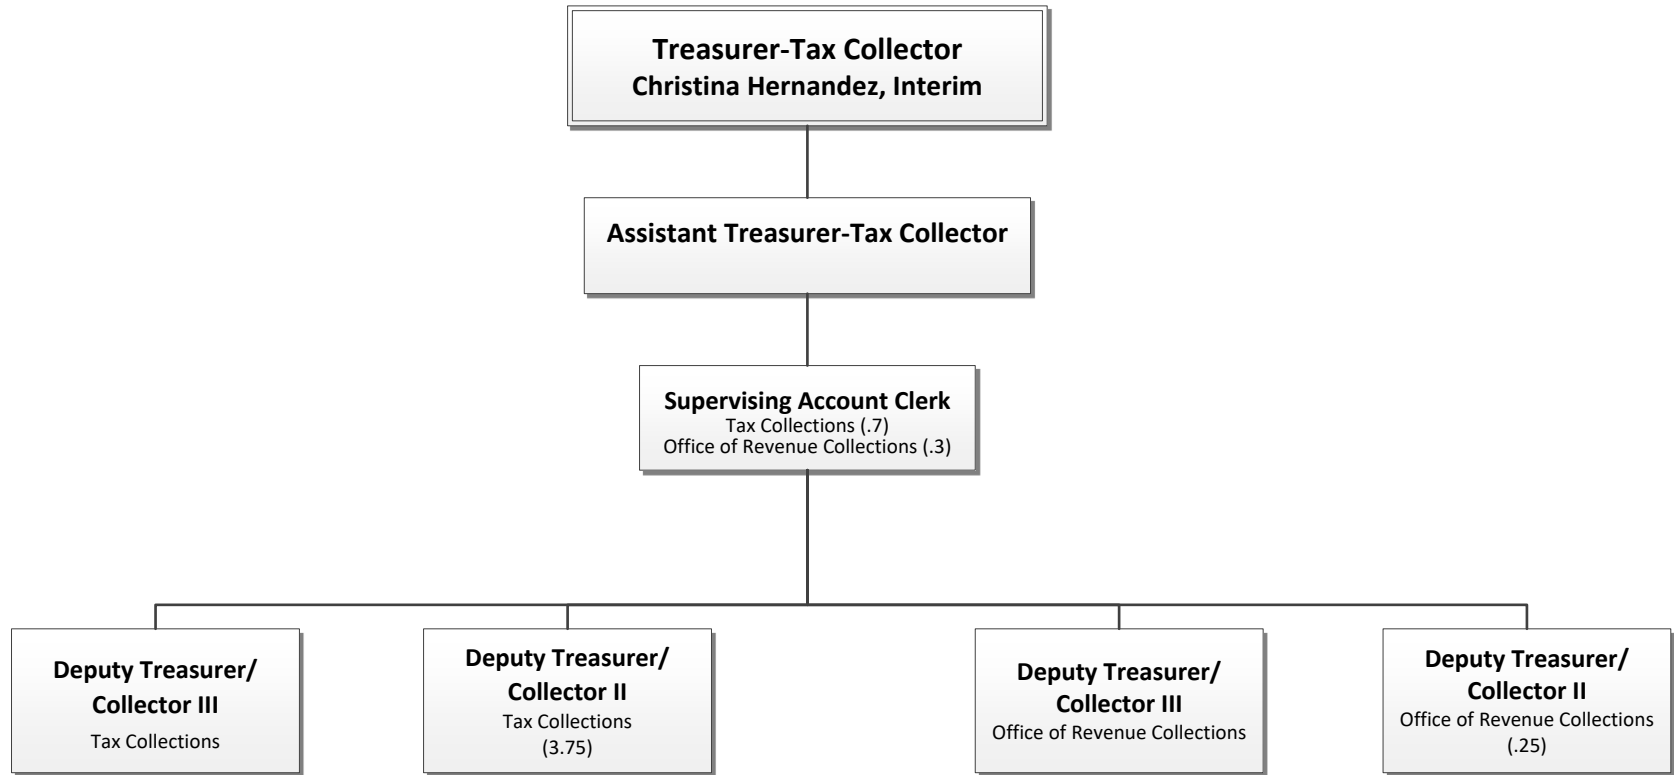 Treasurer-Tax Collector
Christina Hernandez, Interim
Assistant Treasurer-Tax Collector
Supervising Account Clerk
Tax Collections (.7)
Office of Revenue Collections (.3)
Deputy Treasurer/
Collector III
Tax Collections
Deputy Treasurer/
Collector II
Tax Collections
(3.75)
Deputy Treasurer/
Collector III
Office of Revenue Collections
Deputy Treasurer/
Collector II
Office of Revenue Collections
(.25)